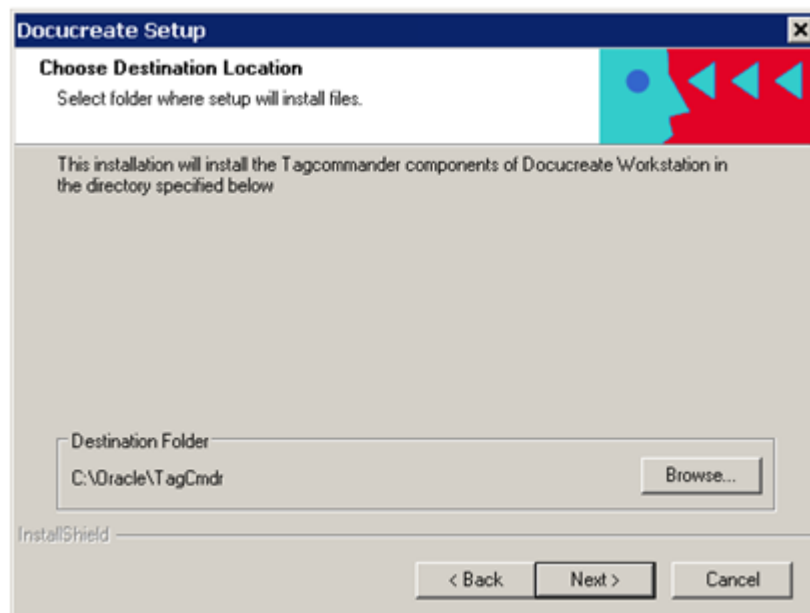 Docucreate Setup
Choose Destination Location
Select folder where setup will install files.
This installation will install the Tagcommander components of Docucreate Workstation in
the directory specified below
Destination Folder
C:\Oracle\TagCmdr
Browse...
InstallShield
< Back
Next >
Cancel